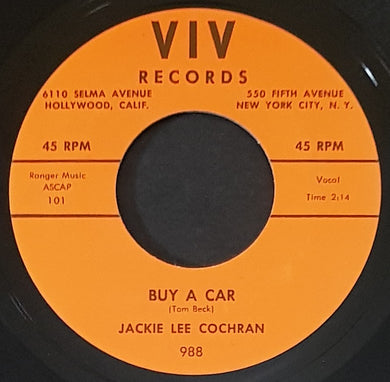 VIV
RECORDS
6110 SELMA AVENUE
HOLLYWOOD, CALIF.
550 FIFTH AVENUE
NEW YORK CITY, N. Y.
45 RPM
45 RPM
Ranger Music
ASCAP
101
Vocal
Time 2:14
BUY A CAR
(Tom Beck)
JACKIE LEE COCHRAN
988